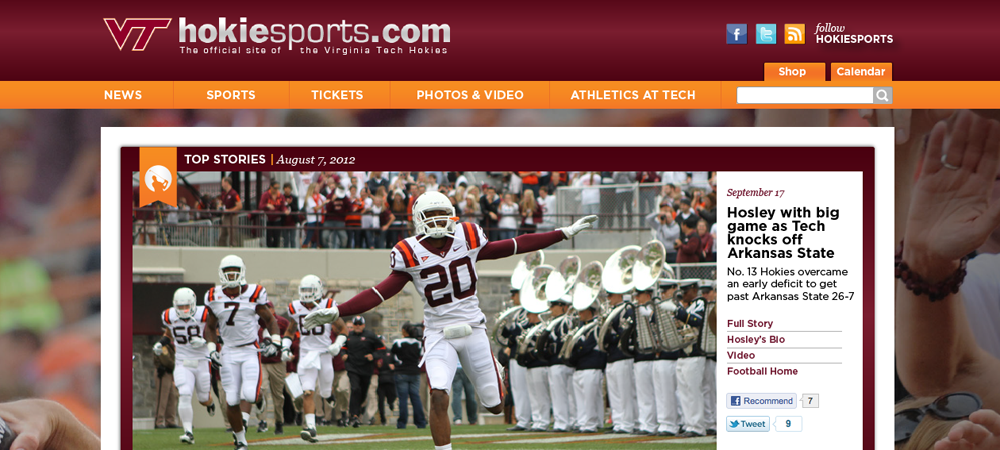 VT hokiesports.com
The official site of the Virginia Tech Hokies
follow
HOKIESPORTS
Shop
Calendar
NEWS
SPORTS
TICKETS
PHOTOS & VIDEO
ATHLETICS AT TECH
TOP STORIES | August 7, 2012
20
7
58
September 17
Hosley with big
game as Tech
knocks off
Arkansas State
No. 13 Hokies overcame
an early deficit to get
past Arkansas State 26-7
Full Story
Hosley's Bio
Video
Football Home
Recommend 7
Tweet 9